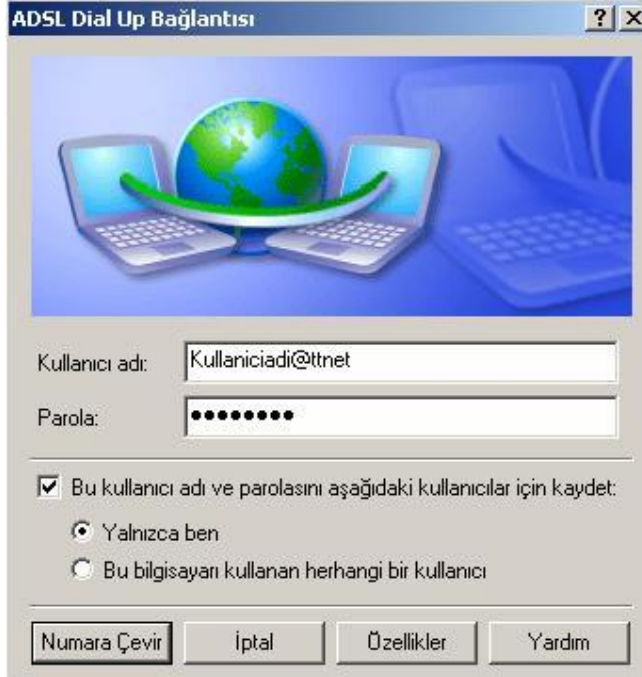 ADSL Dial Up Bağlantısı
Kullanıcı adı:
Kullaniciadi@ttnet
Parola:
Bu kullanıcı adı ve parolasını aşağıdaki kullanıcılar için kaydet:
Yalnızca ben
Bu bilgisayarı kullanan herhangi bir kullanıcı
Numara Çevir
İptal
Özellikler
Yardım